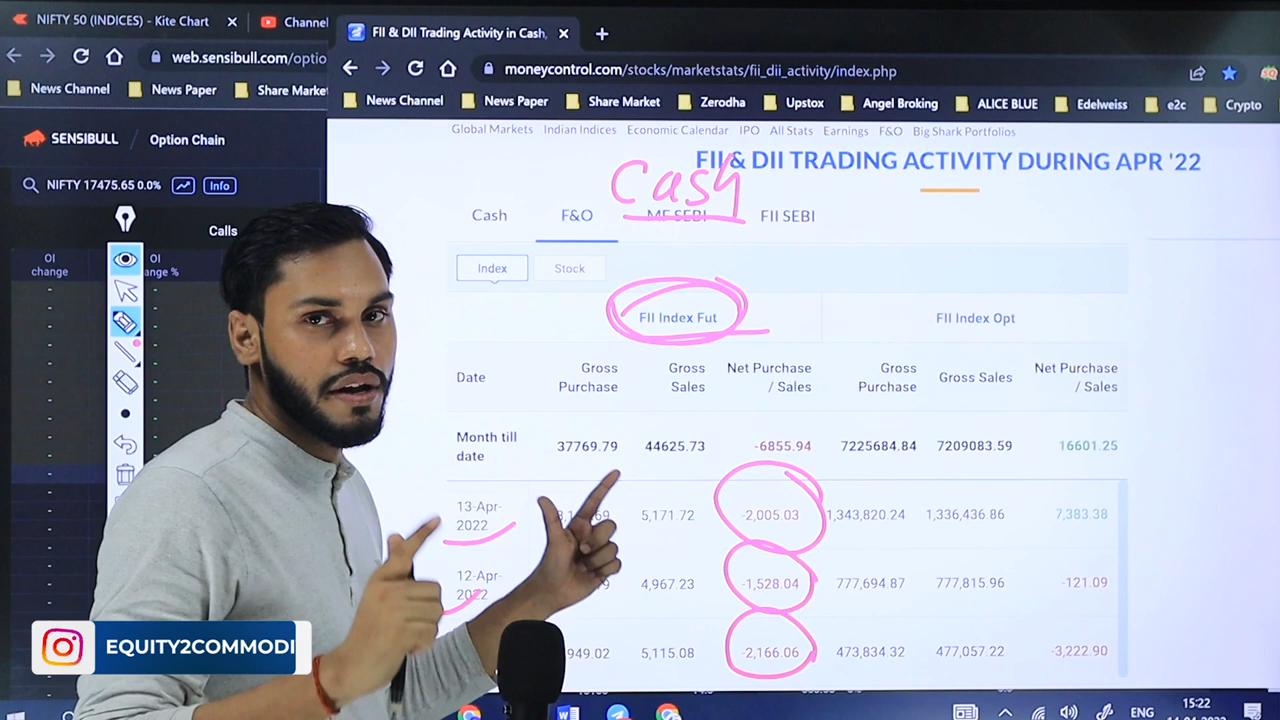 NIFTY 50 (INDICES) - Kite Chart
Channel
FII & DII Trading Activity in Cash,
web.sensibull.com/optio
moneycontrol.com/stocks/marketstats/fii_dii_activity/index.php
News Channel News Paper Share Market
News Channel News Paper Share Market Zerodha Upstox Angel Broking ALICE BLUE Edelweiss e2c Crypto
SENSIBULL / Option Chain
NIFTY 17475.65 0.0% Info
Calls
OI change
OI
ange %
Global Markets Indian Indices Economic Calendar IPO All Stats Earnings F&O Big Shark Portfolios
FII & DII TRADING ACTIVITY DURING APR '22
Cash
Cash F&O MF SEBI FII SEBI
Index Stock
FII Index Fut FII Index Opt
Date Gross Purchase Gross Sales Net Purchase / Sales Gross Purchase Gross Sales Net Purchase / Sales
Month till date 37769.79 44625.73 -6855.94 7225684.84 7209083.59 16601.25
13-Apr-2022 5,171.72 -2,005.03 1,343,820.24 1,336,436.86 7,383.38
12-Apr-2022 4,967.23 -1,528.04 777,694.87 777,815.96 -121.09
949.02 5,115.08 -2,166.06 473,834.32 477,057.22 -3,222.90
EQUITY2COMMODI
ENG
15:22